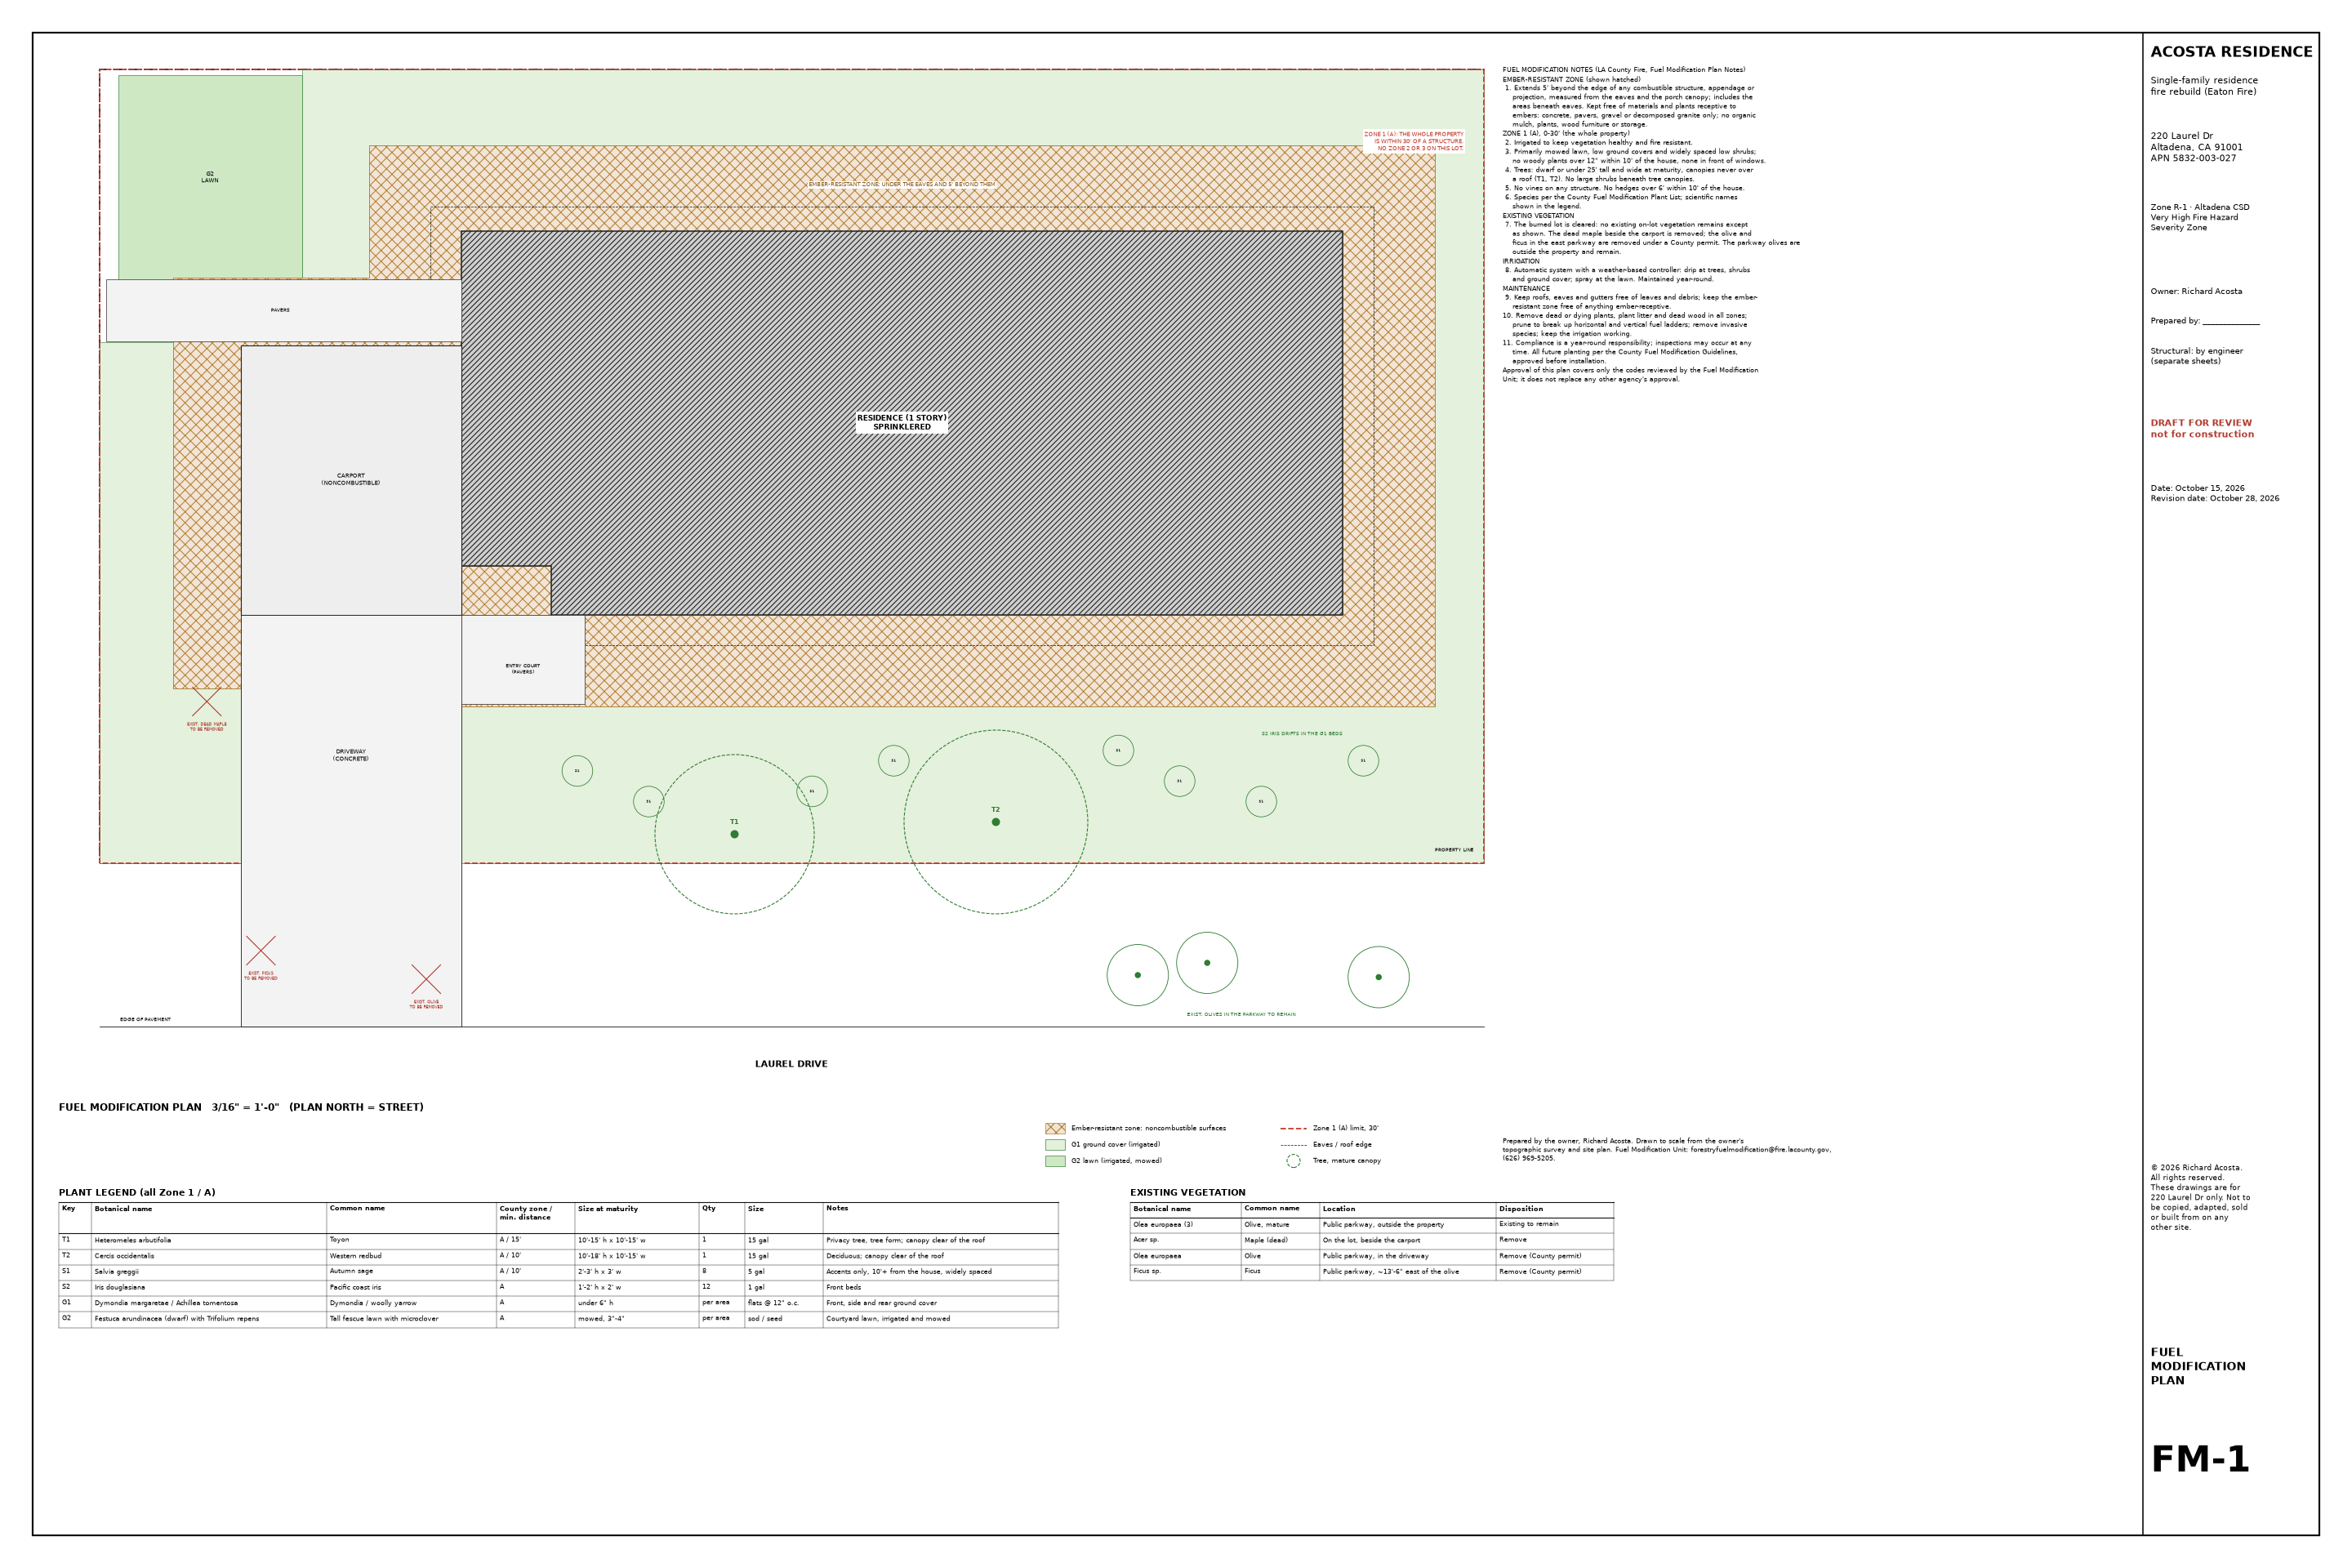 G2
LAWN
PAVERS
CARPORT
(NONCOMBUSTIBLE)
EMBER-RESISTANT ZONE: UNDER THE EAVES AND 5' BEYOND THEM
ZONE 1 (A): THE WHOLE PROPERTY
IS WITHIN 30' OF A STRUCTURE.
NO ZONE 2 OR 3 ON THIS LOT.
RESIDENCE (1 STORY)
SPRINKLERED
ENTRY COURT
(PAVERS)
EXIST. DEAD MAPLE
TO BE REMOVED
DRIVEWAY
(CONCRETE)
S2 IRIS DRIFTS IN THE G1 BEDS
S1
S1
S1
S1
S1
S1
S1
S1
T1
T2
PROPERTY LINE
EXIST. FICUS
TO BE REMOVED
EXIST. OLIVE
TO BE REMOVED
EXIST. OLIVES IN THE PARKWAY TO REMAIN
EDGE OF PAVEMENT
LAUREL DRIVE
FUEL MODIFICATION PLAN 3/16" = 1'-0" (PLAN NORTH = STREET)
FUEL MODIFICATION NOTES (LA County Fire, Fuel Modification Plan Notes)
EMBER-RESISTANT ZONE (shown hatched)
1. Extends 5' beyond the edge of any combustible structure, appendage or
projection, measured from the eaves and the porch canopy; includes the
areas beneath eaves. Kept free of materials and plants receptive to
embers: concrete, pavers, gravel or decomposed granite only; no organic
mulch, plants, wood furniture or storage.
ZONE 1 (A), 0-30' (the whole property)
2. Irrigated to keep vegetation healthy and fire resistant.
3. Primarily mowed lawn, low ground covers and widely spaced low shrubs;
no woody plants over 12" within 10' of the house, none in front of windows.
4. Trees: dwarf or under 25' tall and wide at maturity, canopies never over
a roof (T1, T2). No large shrubs beneath tree canopies.
5. No vines on any structure. No hedges over 6' within 10' of the house.
6. Species per the County Fuel Modification Plant List; scientific names
shown in the legend.
EXISTING VEGETATION
7. The burned lot is cleared: no existing on-lot vegetation remains except
as shown. The dead maple beside the carport is removed; the olive and
ficus in the east parkway are removed under a County permit. The parkway olives are
outside the property and remain.
IRRIGATION
8. Automatic system with a weather-based controller: drip at trees, shrubs
and ground cover; spray at the lawn. Maintained year-round.
MAINTENANCE
9. Keep roofs, eaves and gutters free of leaves and debris; keep the ember-
resistant zone free of anything ember-receptive.
10. Remove dead or dying plants, plant litter and dead wood in all zones;
prune to break up horizontal and vertical fuel ladders; remove invasive
species; keep the irrigation working.
11. Compliance is a year-round responsibility; inspections may occur at any
time. All future planting per the County Fuel Modification Guidelines,
approved before installation.
Approval of this plan covers only the codes reviewed by the Fuel Modification
Unit; it does not replace any other agency's approval.
Ember-resistant zone: noncombustible surfaces
G1 ground cover (irrigated)
G2 lawn (irrigated, mowed)
Zone 1 (A) limit, 30'
Eaves / roof edge
Tree, mature canopy
Prepared by the owner, Richard Acosta. Drawn to scale from the owner's
topographic survey and site plan. Fuel Modification Unit: forestryfuelmodification@fire.lacounty.gov,
(626) 969-5205.
PLANT LEGEND (all Zone 1 / A)
Key Botanical name Common name County zone / min. distance Size at maturity Qty Size Notes
T1 Heteromeles arbutifolia Toyon A / 15' 10'-15' h x 10'-15' w 1 15 gal Privacy tree, tree form; canopy clear of the roof
T2 Cercis occidentalis Western redbud A / 10' 10'-18' h x 10'-15' w 1 15 gal Deciduous; canopy clear of the roof
S1 Salvia greggii Autumn sage A / 10' 2'-3' h x 3' w 8 5 gal Accents only, 10'+ from the house, widely spaced
S2 Iris douglasiana Pacific coast iris A 1'-2' h x 2' w 12 1 gal Front beds
G1 Dymondia margaretae / Achillea tomentosa Dymondia / woolly yarrow A under 6" h per area flats @ 12" o.c. Front, side and rear ground cover
G2 Festuca arundinacea (dwarf) with Trifolium repens Tall fescue lawn with microclover A mowed, 3"-4" per area sod / seed Courtyard lawn, irrigated and mowed
EXISTING VEGETATION
Botanical name Common name Location Disposition
Olea europaea (3) Olive, mature Public parkway, outside the property Existing to remain
Acer sp. Maple (dead) On the lot, beside the carport Remove
Olea europaea Olive Public parkway, in the driveway Remove (County permit)
Ficus sp. Ficus Public parkway, ~13'-6" east of the olive Remove (County permit)
ACOSTA RESIDENCE
Single-family residence
fire rebuild (Eaton Fire)
220 Laurel Dr
Altadena, CA 91001
APN 5832-003-027
Zone R-1 · Altadena CSD
Very High Fire Hazard
Severity Zone
Owner: Richard Acosta
Prepared by: ______________
Structural: by engineer
(separate sheets)
DRAFT FOR REVIEW
not for construction
Date: October 15, 2026
Revision date: October 28, 2026
© 2026 Richard Acosta.
All rights reserved.
These drawings are for
220 Laurel Dr only. Not to
be copied, adapted, sold
or built from on any
other site.
FUEL
MODIFICATION
PLAN
FM-1